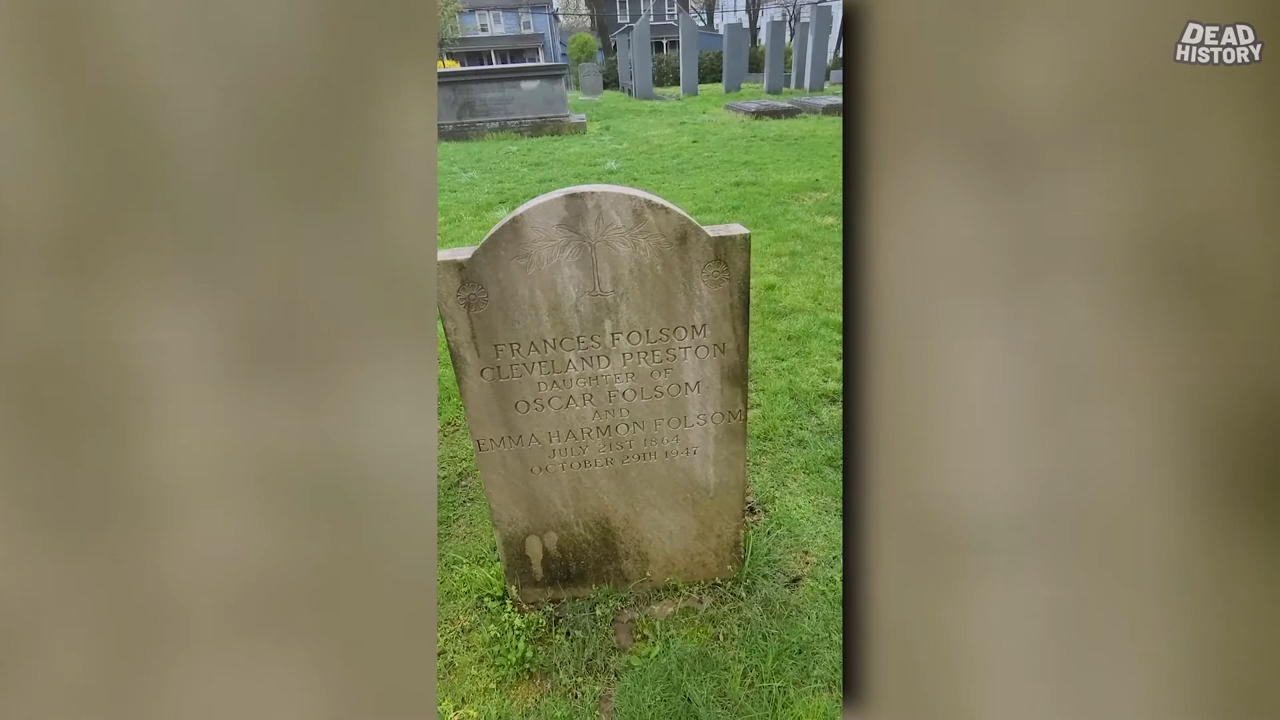 DEAD
HISTORY
FRANCES FOLSOM
CLEVELAND PRESTON
DAUGHTER OF
OSCAR FOLSOM
AND
EMMA HARMON FOLSOM
JULY 21ST 1864
OCTOBER 29TH 1947